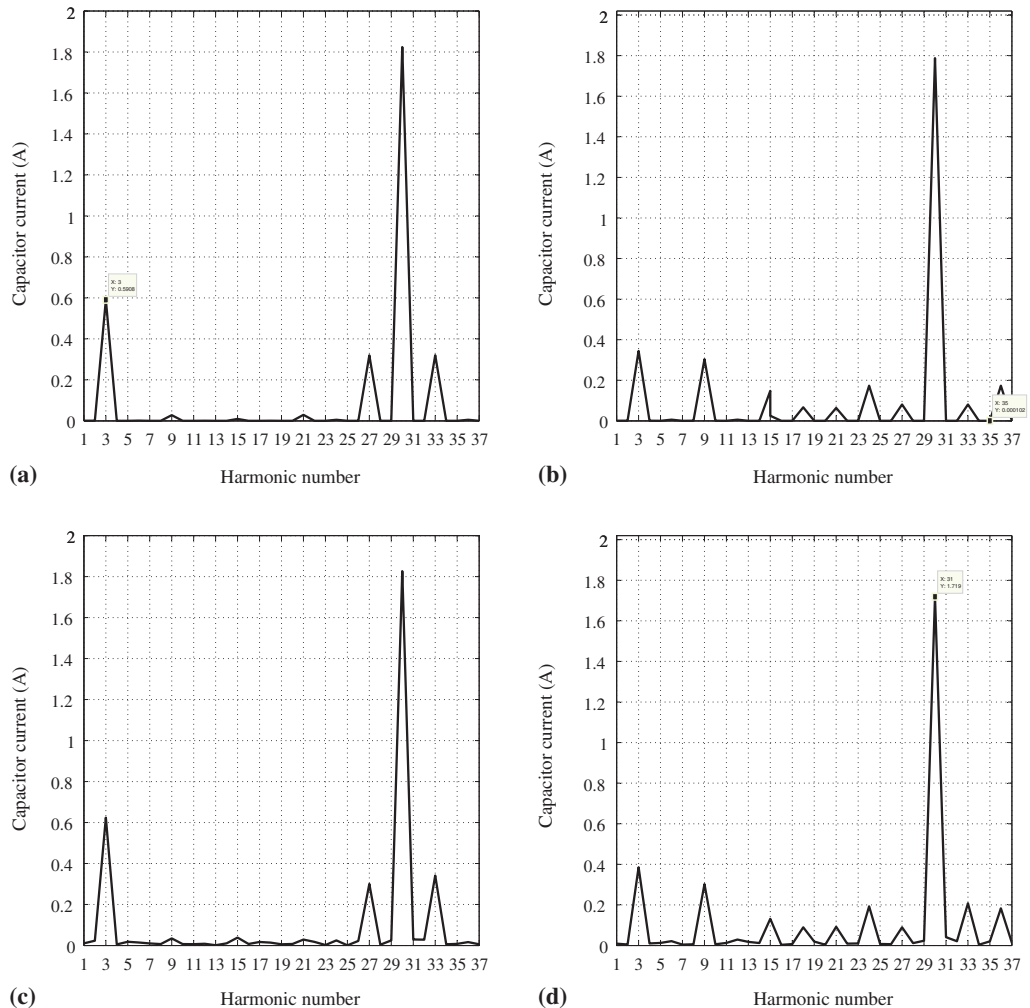 2
1.8
1.6
1.4
1.2
1
0.8
0.6
0.4
0.2
0
Capacitor current (A)
X: 3
Y: 0.5908
1 3 5 7 9 11 13 15 17 19 21 23 25 27 29 31 33 35 37
(a) Harmonic number
2
1.8
1.6
1.4
1.2
1
0.8
0.6
0.4
0.2
0
Capacitor current (A)
X: 35
Y: 0.000102
1 3 5 7 9 11 13 15 17 19 21 23 25 27 29 31 33 35 37
(b) Harmonic number
2
1.8
1.6
1.4
1.2
1
0.8
0.6
0.4
0.2
0
Capacitor current (A)
1 3 5 7 9 11 13 15 17 19 21 23 25 27 29 31 33 35 37
(c) Harmonic number
2
1.8
1.6
1.4
1.2
1
0.8
0.6
0.4
0.2
0
Capacitor current (A)
X: 31
Y: 1.719
1 3 5 7 9 11 13 15 17 19 21 23 25 27 29 31 33 35 37
(d) Harmonic number